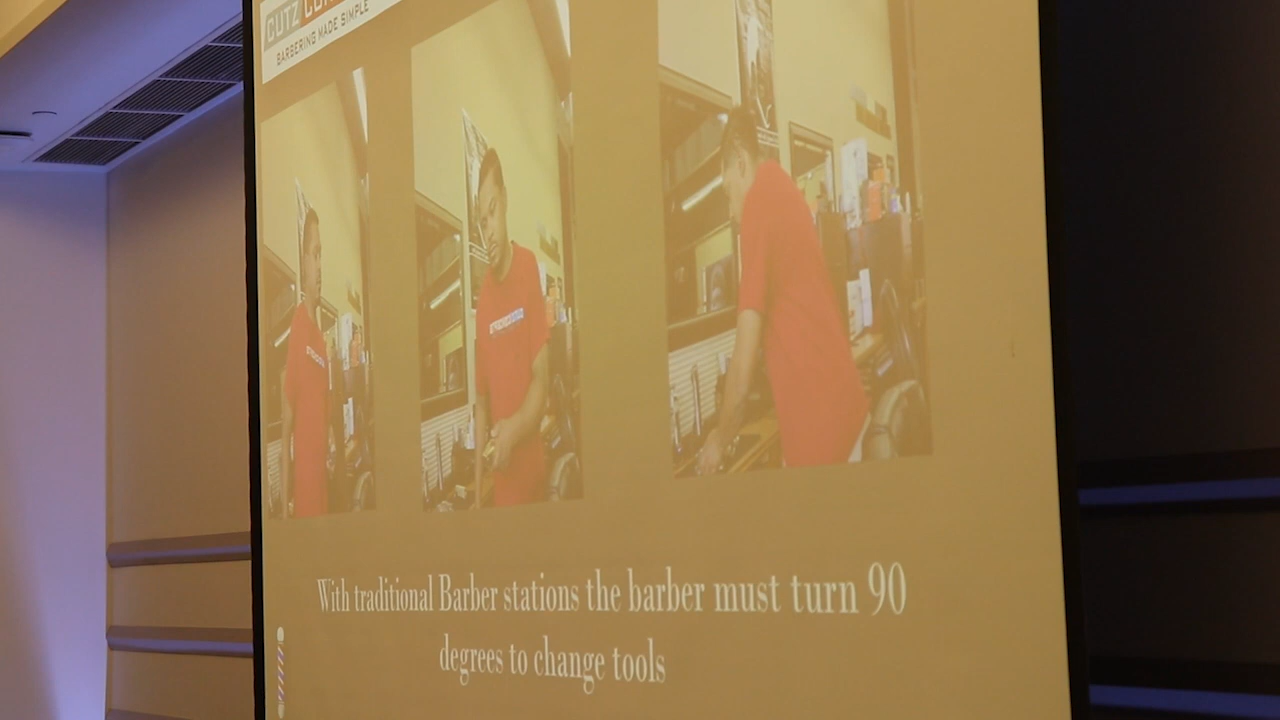 CUTZ
BARBERING MADE SIMPLE
With traditional Barber stations the barber must turn 90
degrees to change tools